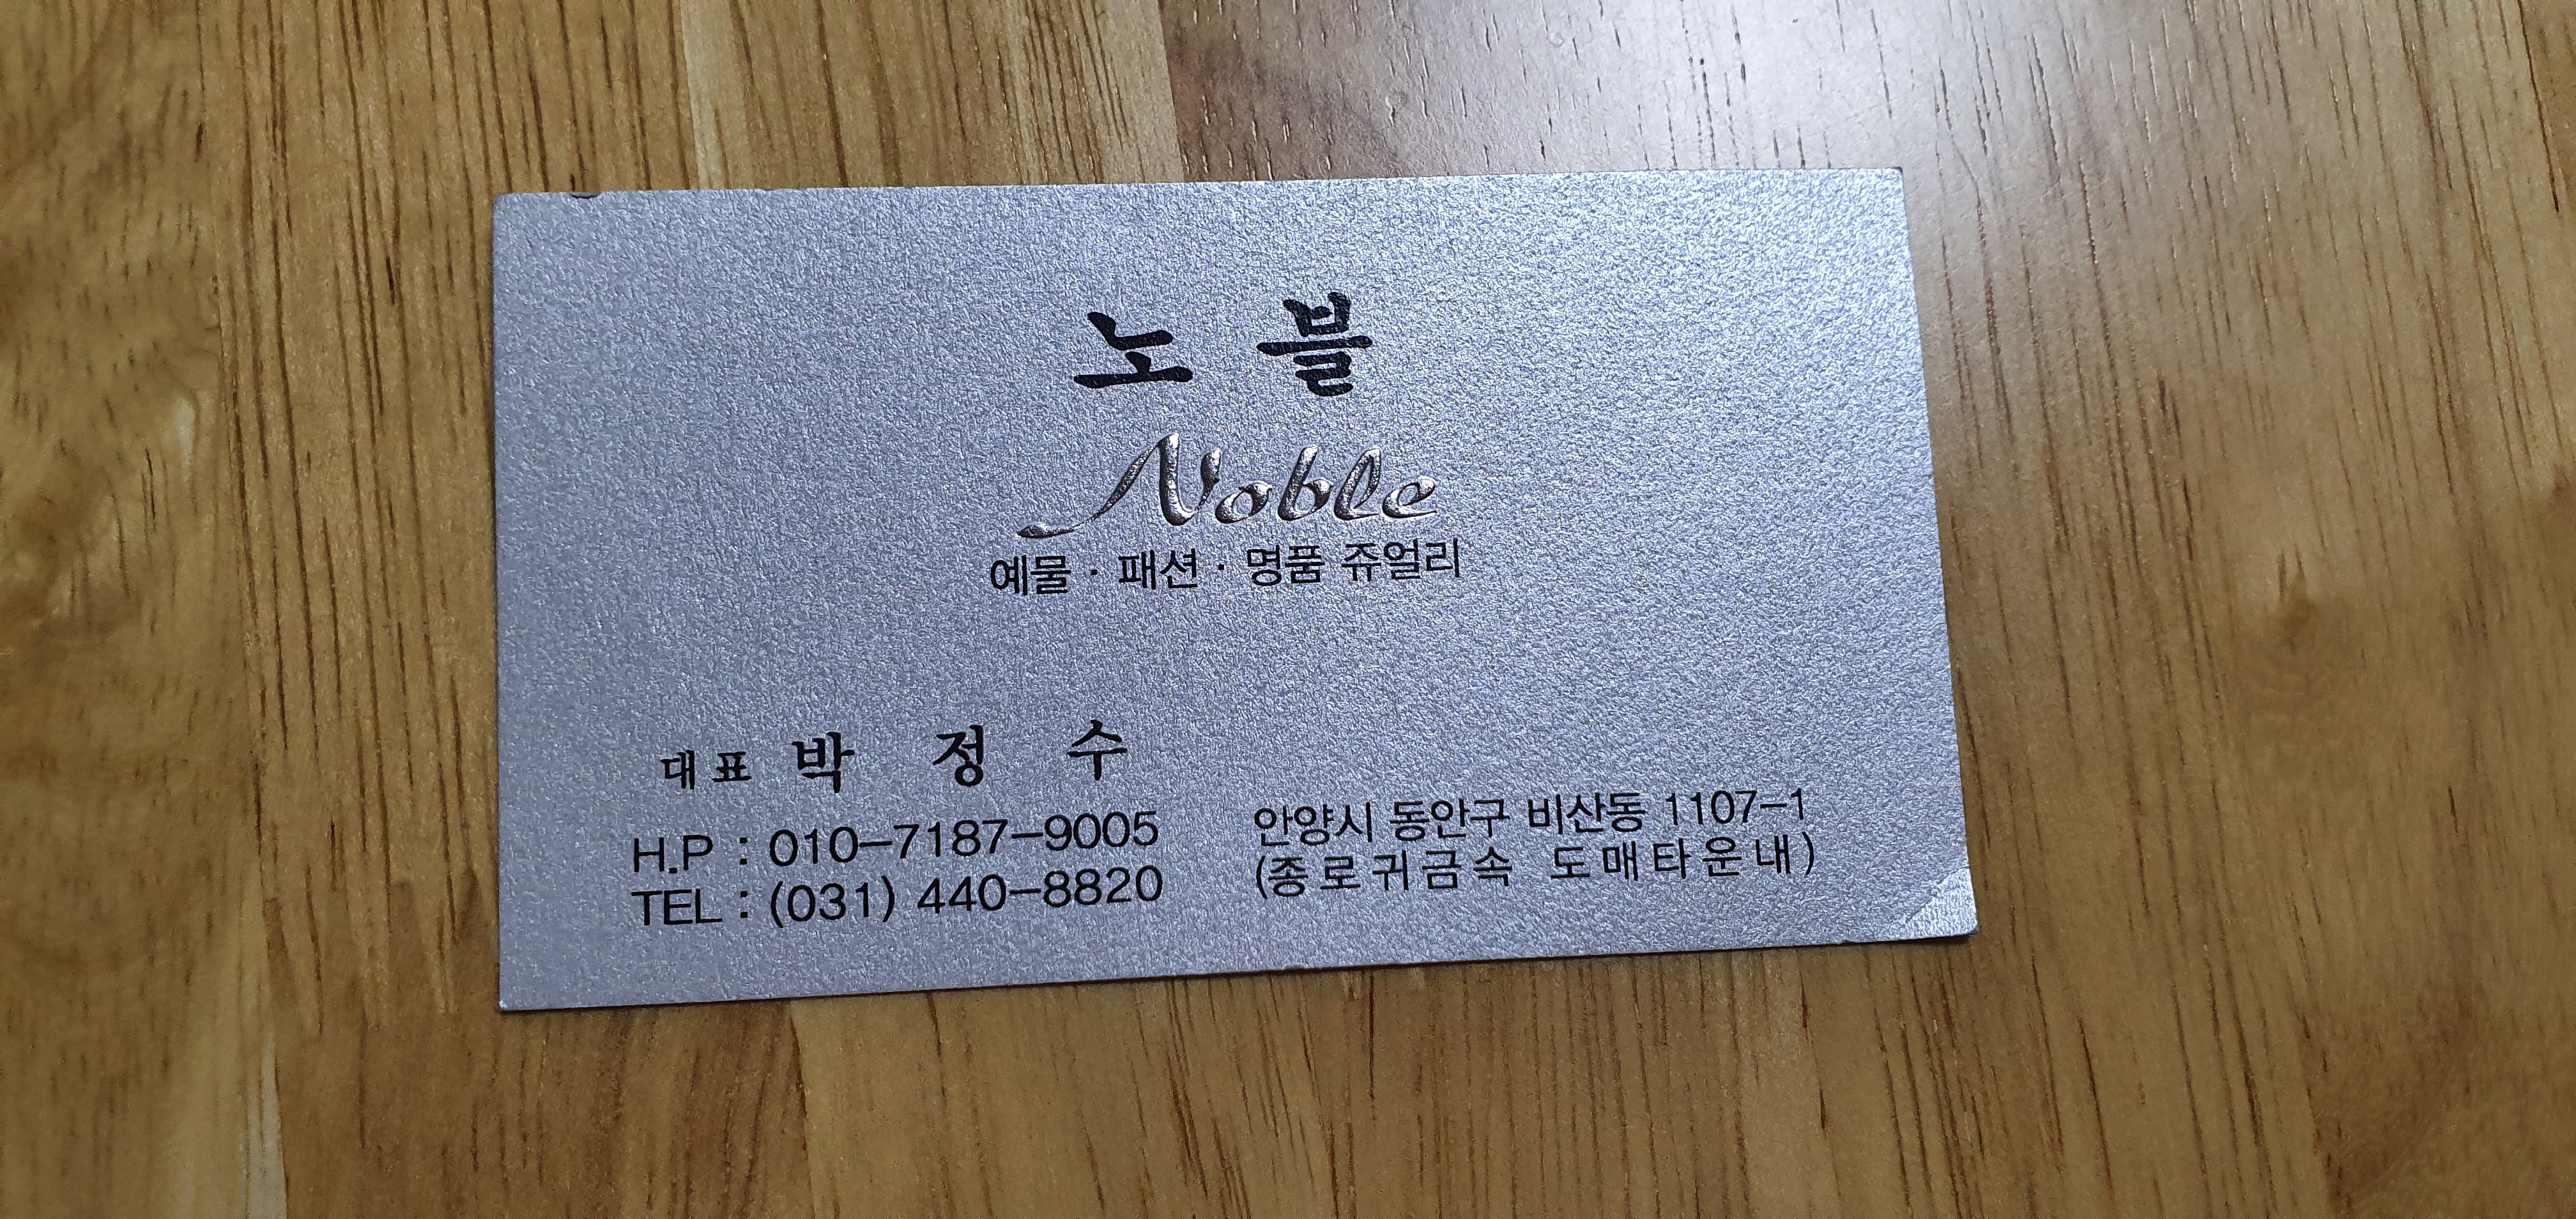 노 블
Noble
예물 · 패션 · 명품 쥬얼리
대표 박 정 수
H.P : 010-7187-9005
TEL : (031) 440-8820
안양시 동안구 비산동 1107-1
(종로귀금속 도매타운내)